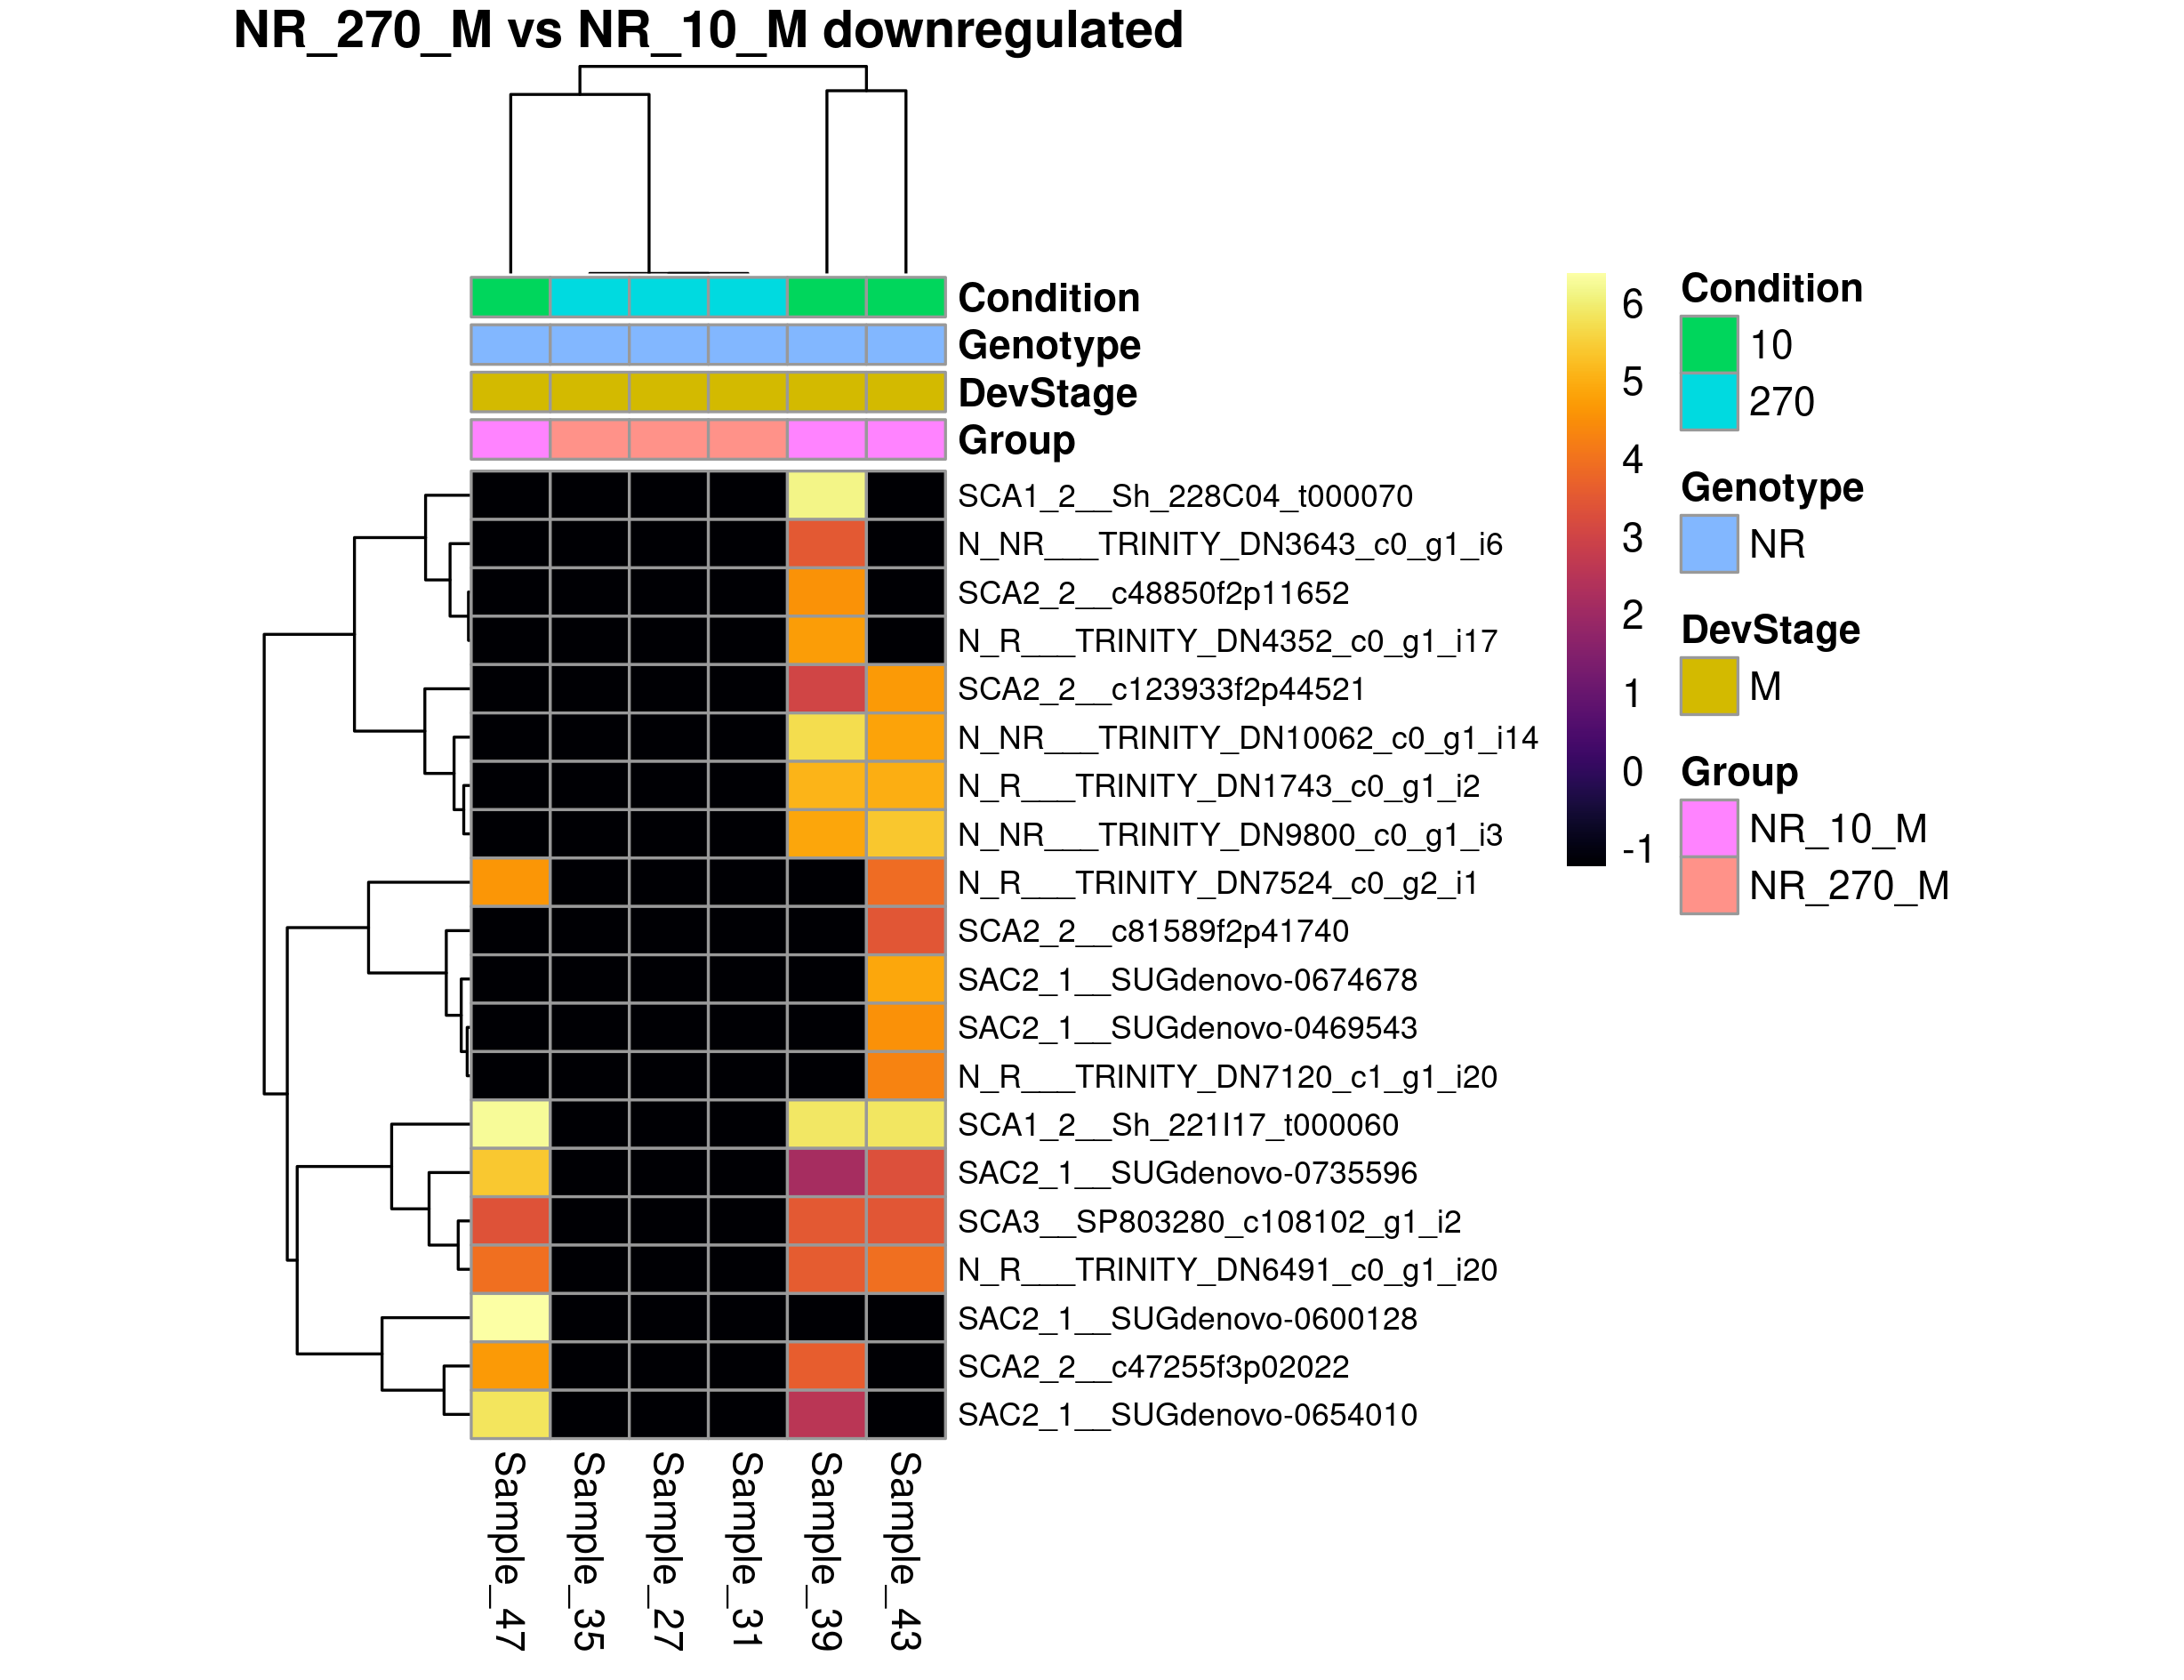 NR_270_M vs NR_10_M downregulated
Condition
Genotype
DevStage
Group
SCA1_2__Sh_228C04_t000070
N_NR___TRINITY_DN3643_c0_g1_i6
SCA2_2__c48850f2p11652
N_R___TRINITY_DN4352_c0_g1_i17
SCA2_2__c123933f2p44521
N_NR___TRINITY_DN10062_c0_g1_i14
N_R___TRINITY_DN1743_c0_g1_i2
N_NR___TRINITY_DN9800_c0_g1_i3
N_R___TRINITY_DN7524_c0_g2_i1
SCA2_2__c81589f2p41740
SAC2_1__SUGdenovo-0674678
SAC2_1__SUGdenovo-0469543
N_R___TRINITY_DN7120_c1_g1_i20
SCA1_2__Sh_221I17_t000060
SAC2_1__SUGdenovo-0735596
SCA3__SP803280_c108102_g1_i2
N_R___TRINITY_DN6491_c0_g1_i20
SAC2_1__SUGdenovo-0600128
SCA2_2__c47255f3p02022
SAC2_1__SUGdenovo-0654010
Sample_47
Sample_35
Sample_27
Sample_31
Sample_39
Sample_43
6
5
4
3
2
1
0
-1
Condition
10
270
Genotype
NR
DevStage
M
Group
NR_10_M
NR_270_M